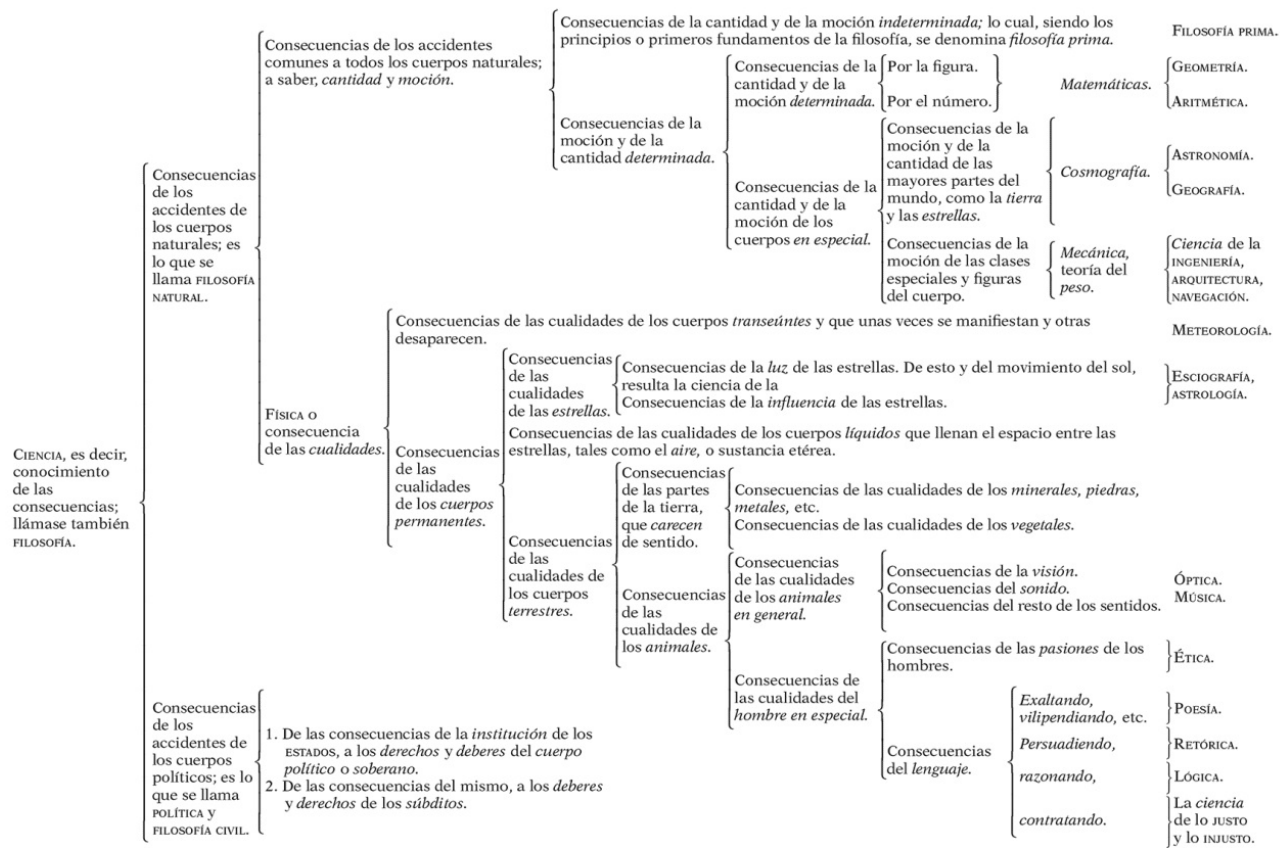 Consecuencias de la cantidad y de la moción indeterminada; lo cual, siendo los
principios o primeros fundamentos de la filosofía, se denomina filosofía prima.
FILOSOFÍA PRIMA.
Consecuencias de los accidentes
comunes a todos los cuerpos naturales;
a saber, cantidad y moción.
Consecuencias de la
cantidad y de la
moción determinada.
Por la figura.
Por el número.
Matemáticas.
GEOMETRÍA.
ARITMÉTICA.
Consecuencias de la
moción y de la
cantidad determinada.
Consecuencias de la
moción y de la
cantidad de las
mayores partes del
mundo, como la tierra
y las estrellas.
Cosmografía.
ASTRONOMÍA.
GEOGRAFÍA.
Consecuencias de la
cantidad y de la
moción de los
cuerpos en especial.
Consecuencias de la
moción de las clases
especiales y figuras
del cuerpo.
Mecánica,
teoría del
peso.
Ciencia de la
INGENIERÍA,
ARQUITECTURA,
NAVEGACIÓN.
Consecuencias
de los
accidentes de
los cuerpos
naturales; es
lo que se
llama FILOSOFÍA
NATURAL.
Consecuencias de las cualidades de los cuerpos transeúntes y que unas veces se manifiestan y otras
desaparecen.
METEOROLOGÍA.
Consecuencias
de las
cualidades
de las estrellas.
Consecuencias de la luz de las estrellas. De esto y del movimiento del sol,
resulta la ciencia de la
Consecuencias de la influencia de las estrellas.
ESCIOGRAFÍA,
ASTROLOGÍA.
FÍSICA O
consecuencia
de las cualidades.
Consecuencias de las cualidades de los cuerpos líquidos que llenan el espacio entre las
estrellas, tales como el aire, o sustancia etérea.
Consecuencias
de las
cualidades
de los cuerpos
permanentes.
Consecuencias
de las partes
de la tierra,
que carecen
de sentido.
Consecuencias de las cualidades de los minerales, piedras,
metales, etc.
Consecuencias de las cualidades de los vegetales.
CIENCIA, es decir,
conocimiento
de las
consecuencias;
llámase también
FILOSOFÍA.
Consecuencias
de las
cualidades de
los cuerpos
terrestres.
Consecuencias
de las
cualidades de
los animales.
Consecuencias
de las cualidades
de los animales
en general.
Consecuencias de la visión.
Consecuencias del sonido.
Consecuencias del resto de los sentidos.
ÓPTICA.
MÚSICA.
Consecuencias de
las cualidades del
hombre en especial.
Consecuencias de las pasiones de los
hombres.
ÉTICA.
Consecuencias
del lenguaje.
Exaltando,
vilipendiando, etc.
POESÍA.
Persuadiendo,
RETÓRICA.
razonando,
LÓGICA.
contratando.
La ciencia
de lo JUSTO
y lo INJUSTO.
Consecuencias
de los
accidentes de
los cuerpos
políticos; es lo
que se llama
POLÍTICA y
FILOSOFÍA CIVIL.
1. De las consecuencias de la institución de los
ESTADOS, a los derechos y deberes del cuerpo
político o soberano.
2. De las consecuencias del mismo, a los deberes
y derechos de los súbditos.